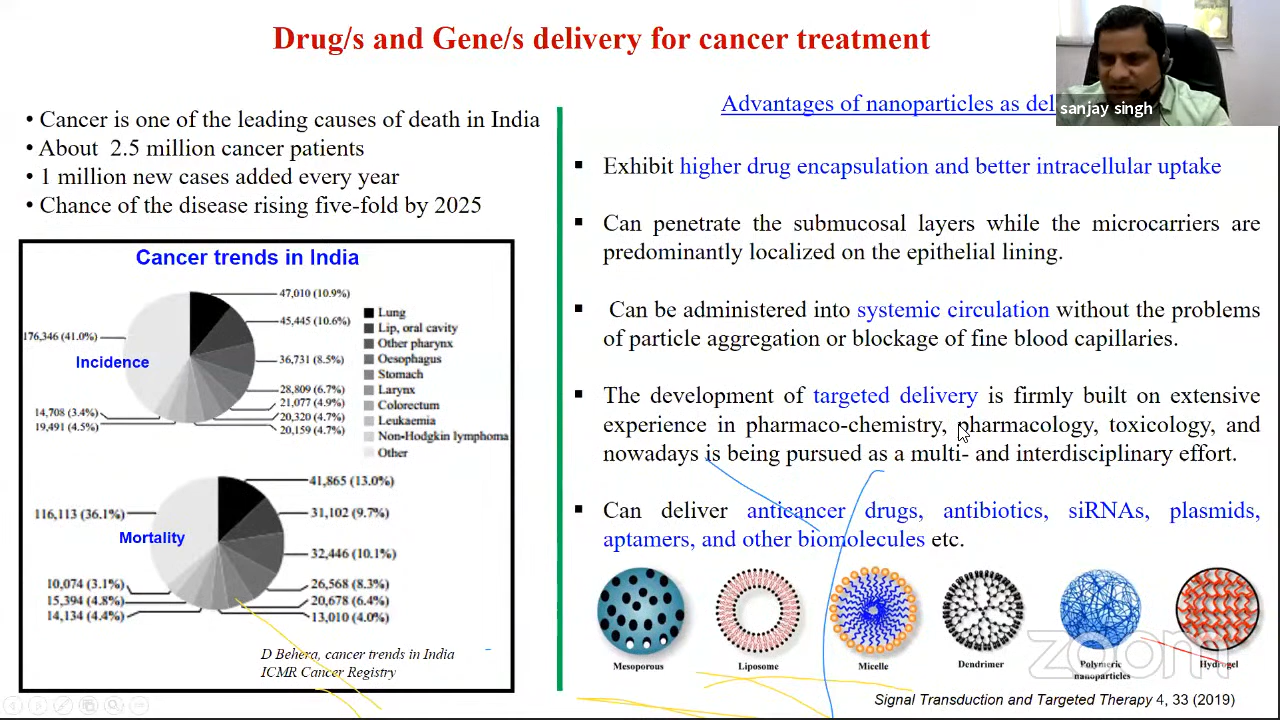 Drug/s and Gene/s delivery for cancer treatment
sanjay singh
• Cancer is one of the leading causes of death in India
• About 2.5 million cancer patients
• 1 million new cases added every year
• Chance of the disease rising five-fold by 2025
Cancer trends in India
47,010 (10.9%)
45,445 (10.6%)
36,731 (8.5%)
28,809 (6.7%)
21,077 (4.9%)
20,320 (4.7%)
20,159 (4.7%)
176,346 (41.0%)
Incidence
14,708 (3.4%)
19,491 (4.5%)
Lung
Lip, oral cavity
Other pharynx
Oesophagus
Stomach
Larynx
Colorectum
Leukaemia
Non-Hodgkin lymphoma
Other
41,865 (13.0%)
31,102 (9.7%)
32,446 (10.1%)
26,568 (8.3%)
20,678 (6.4%)
13,010 (4.0%)
116,113 (36.1%)
Mortality
10,074 (3.1%)
15,394 (4.8%)
14,134 (4.4%)
D Behera, cancer trends in India
ICMR Cancer Registry
Advantages of nanoparticles as del
▪ Exhibit higher drug encapsulation and better intracellular uptake
▪ Can penetrate the submucosal layers while the microcarriers are
predominantly localized on the epithelial lining.
▪ Can be administered into systemic circulation without the problems
of particle aggregation or blockage of fine blood capillaries.
▪ The development of targeted delivery is firmly built on extensive
experience in pharmaco-chemistry, pharmacology, toxicology, and
nowadays is being pursued as a multi- and interdisciplinary effort.
▪ Can deliver anticancer drugs, antibiotics, siRNAs, plasmids,
aptamers, and other biomolecules etc.
Mesoporous
Liposome
Micelle
Dendrimer
Polymeric
nanoparticles
Hydrogel
zoom
Signal Transduction and Targeted Therapy 4, 33 (2019)